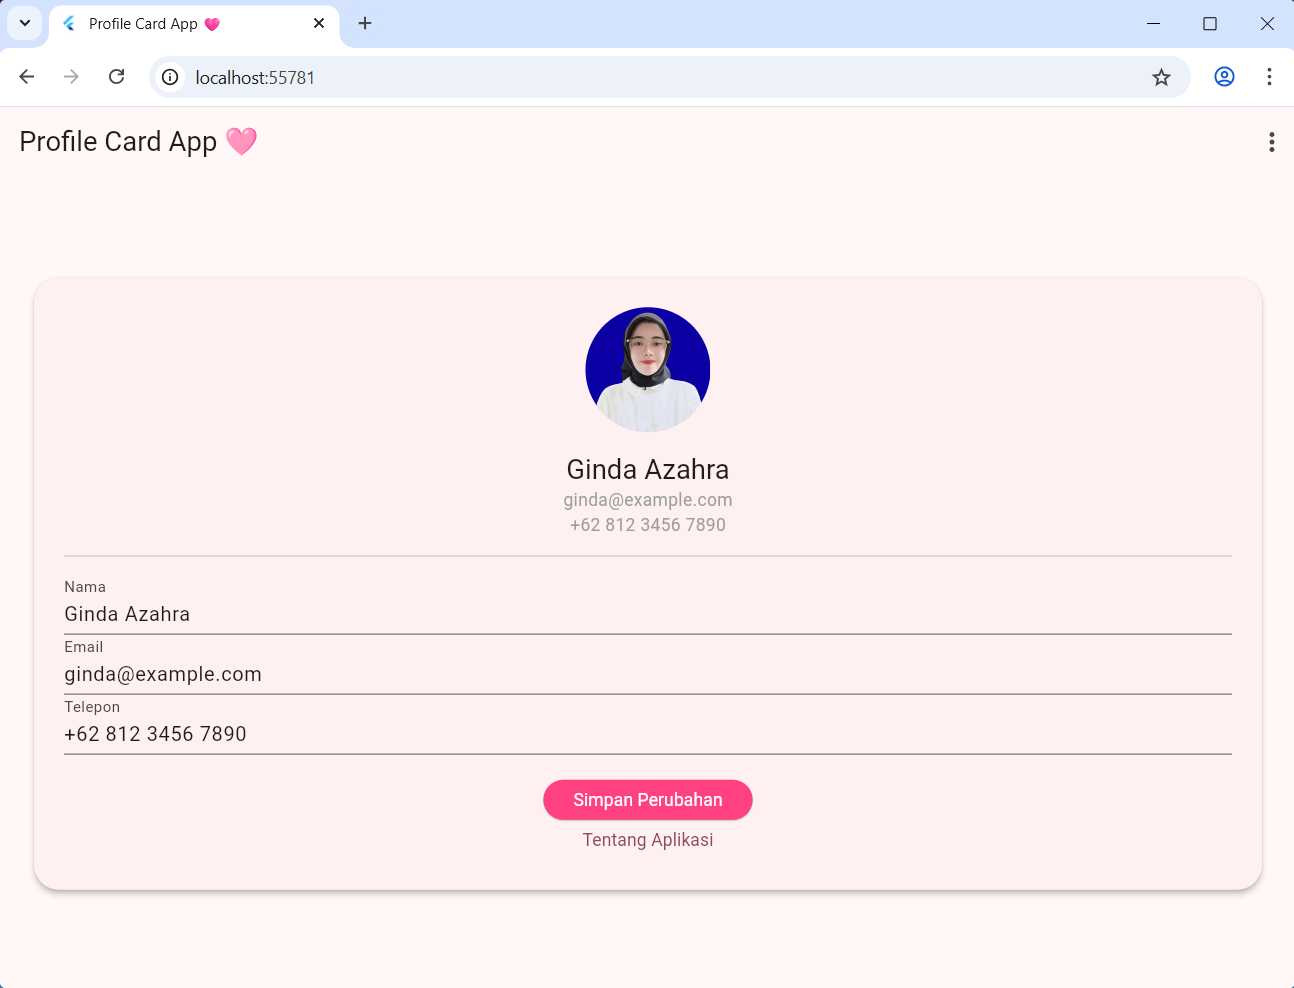 Profile Card App 🩷
localhost:55781
Profile Card App 🩷
Ginda Azahra
ginda@example.com
+62 812 3456 7890
Nama
Ginda Azahra
Email
ginda@example.com
Telepon
+62 812 3456 7890
Simpan Perubahan
Tentang Aplikasi